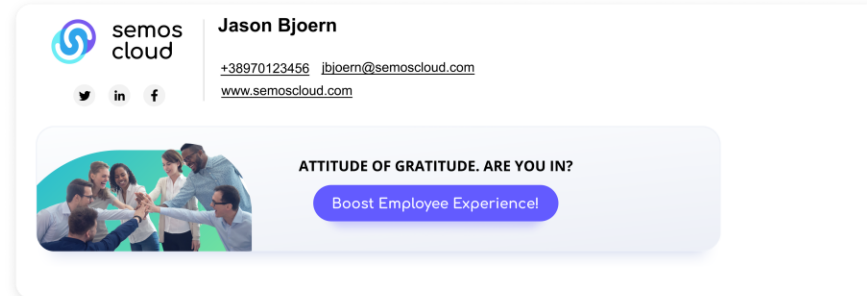 semos
cloud
Jason Bjoern
+38970123456 jbjoern@semoscloud.com
www.semoscloud.com
in f
ATTITUDE OF GRATITUDE. ARE YOU IN?
Boost Employee Experience!